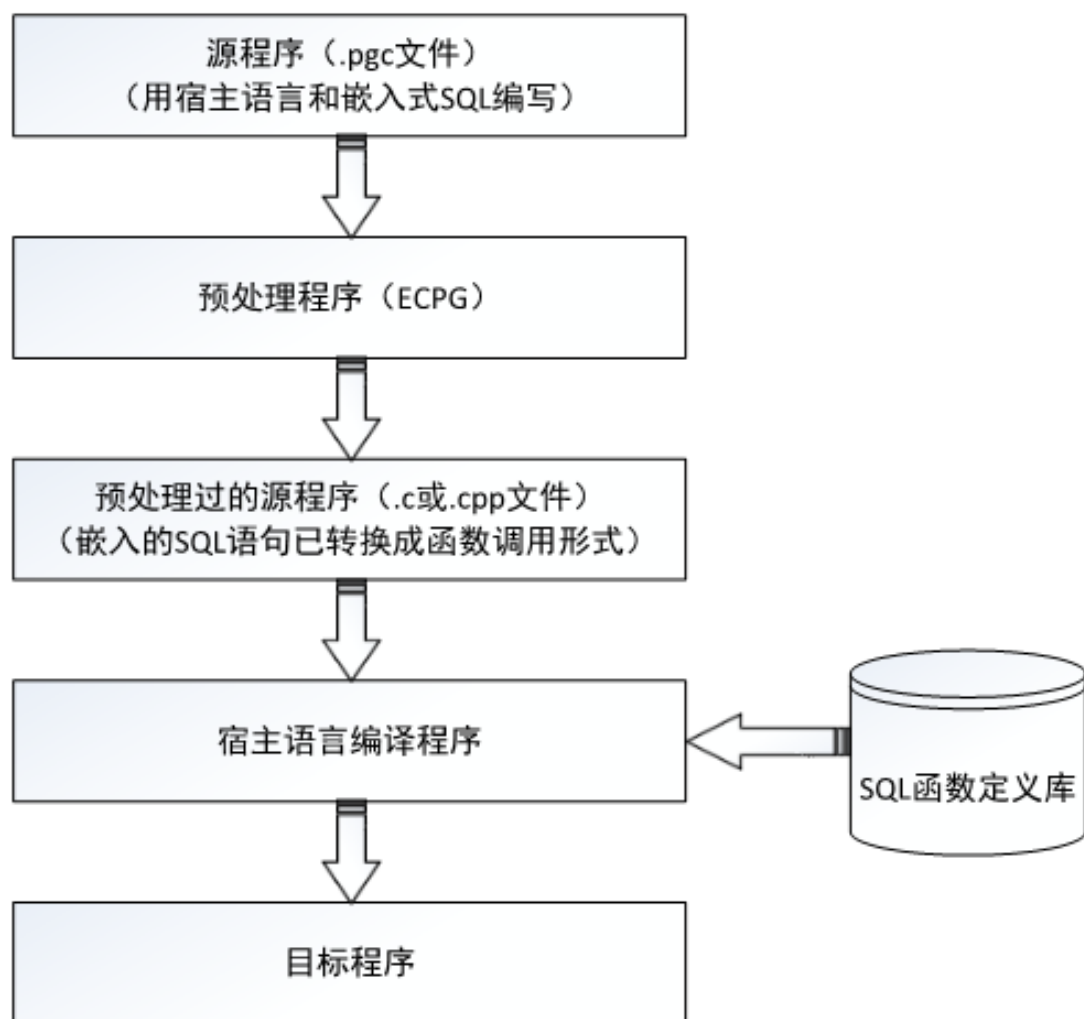 源程序（.pgc文件）
（用宿主语言和嵌入式SQL编写）
预处理程序（ECPG）
预处理过的源程序（.c或.cpp文件）
（嵌入的SQL语句已转换成函数调用形式）
宿主语言编译程序
SQL函数定义库
目标程序